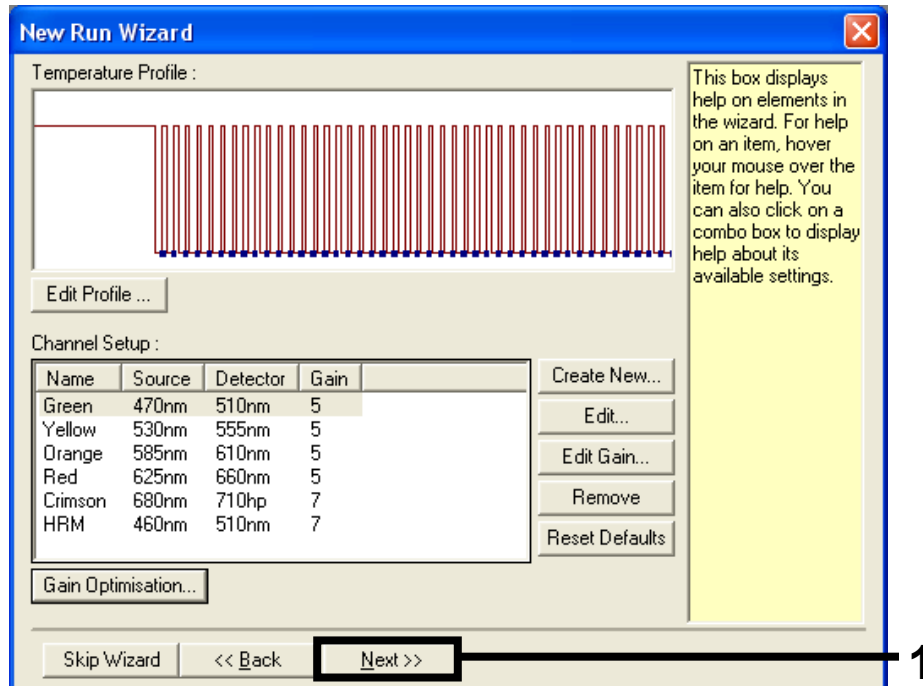 New Run Wizard
Temperature Profile :
This box displays
help on elements in
the wizard. For help
on an item, hover
your mouse over the
item for help. You
can also click on a
combo box to display
help about its
available settings.
Edit Profile ...
Channel Setup :
Name Source Detector Gain
Green 470nm 510nm 5
Yellow 530nm 555nm 5
Orange 585nm 610nm 5
Red 625nm 660nm 5
Crimson 680nm 710hp 7
HRM 460nm 510nm 7
Create New...
Edit...
Edit Gain...
Remove
Reset Defaults
Gain Optimisation...
Skip Wizard << Back Next >> 1